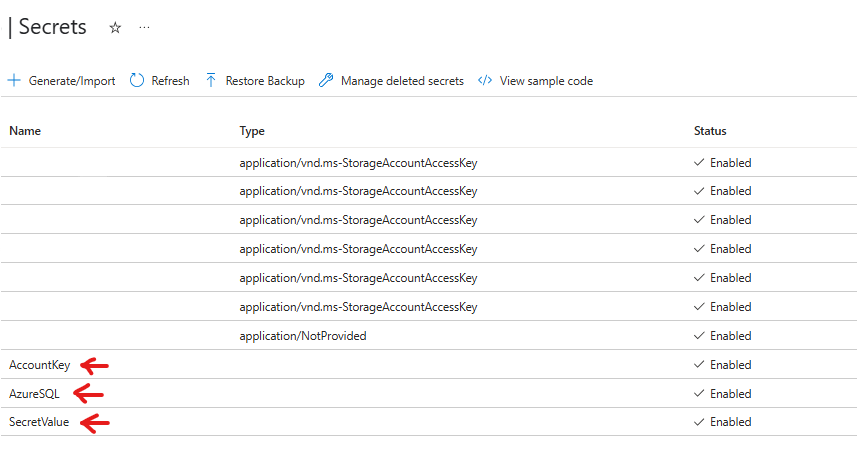 | Secrets ☆ ...
Generate/Import Refresh Restore Backup Manage deleted secrets </> View sample code
Name Type Status
application/vnd.ms-StorageAccountAccessKey Enabled
application/vnd.ms-StorageAccountAccessKey Enabled
application/vnd.ms-StorageAccountAccessKey Enabled
application/vnd.ms-StorageAccountAccessKey Enabled
application/vnd.ms-StorageAccountAccessKey Enabled
application/vnd.ms-StorageAccountAccessKey Enabled
application/NotProvided Enabled
AccountKey Enabled
AzureSQL Enabled
SecretValue Enabled